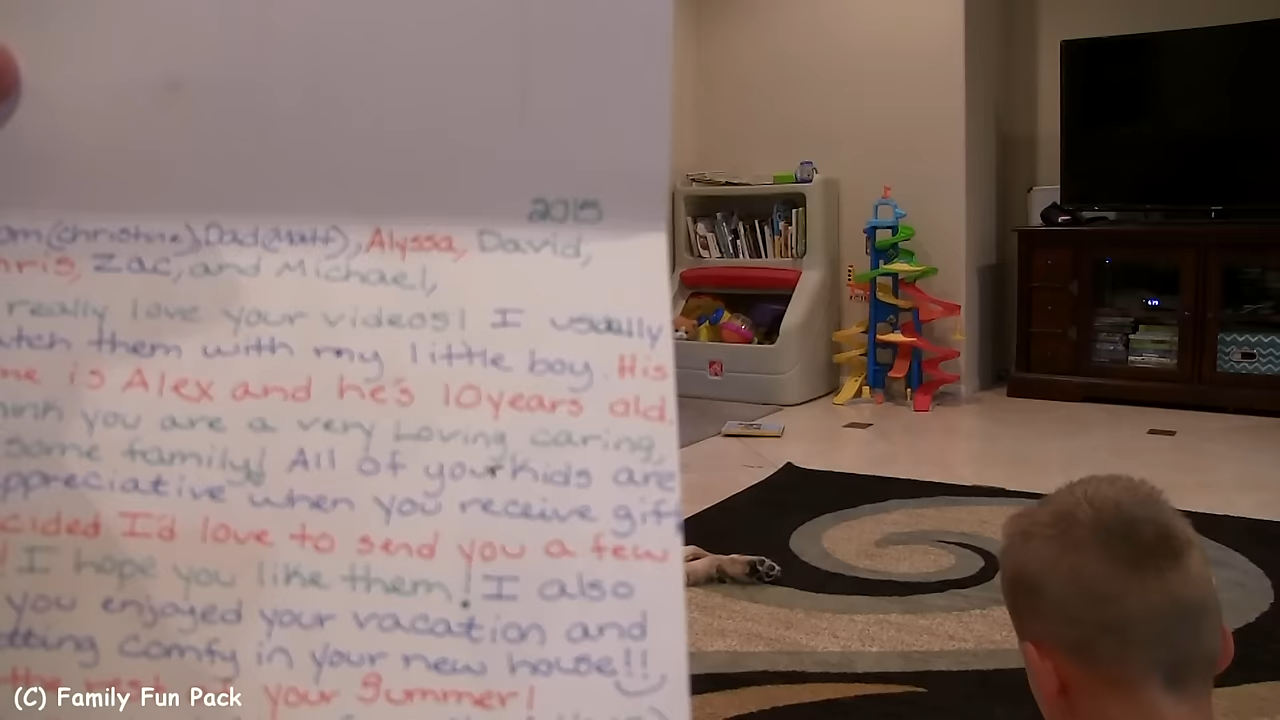 2015
(Christine), Dad(Matt), Alyssa, David,
Zac, and Michael,
really love your videos! I usually
them with my little boy. His
is Alex and he's 10 years old.
you are a very Loving, caring,
family! All of your kids are
when you receive
I'd love to send you a few
! I hope you like them! I also
you enjoyed your vacation and
comfy in your new house!!
your Summer!
(C) Family Fun Pack